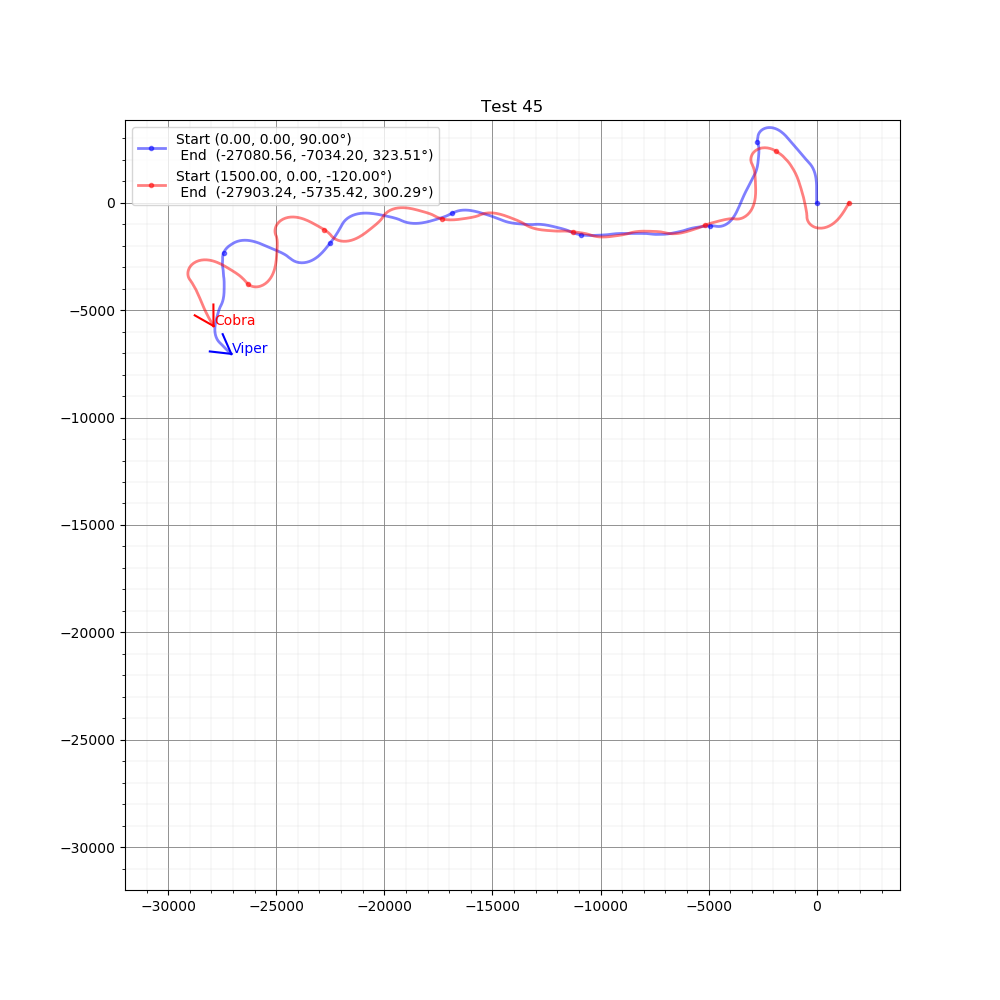 Test 45
Start (0.00, 0.00, 90.00°)
End  (-27080.56, -7034.20, 323.51°)
Start (1500.00, 0.00, -120.00°)
End  (-27903.24, -5735.42, 300.29°)
0
−5000
−10000
−15000
−20000
−25000
−30000
Cobra
Viper
−30000 −25000 −20000 −15000 −10000 −5000 0